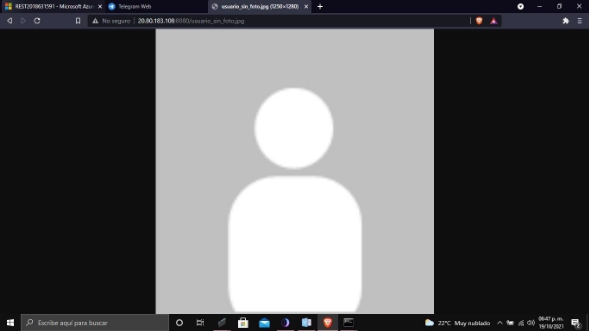 REST2018631591 - Microsoft Azur
Telegram Web
usuario_sin_foto.jpg (1250×1280)
No seguro
20.80.183.108:8080/usuario_sin_foto.jpg
Escribe aquí para buscar
22°C Muy nublado
06:47 p. m.
19/10/2021